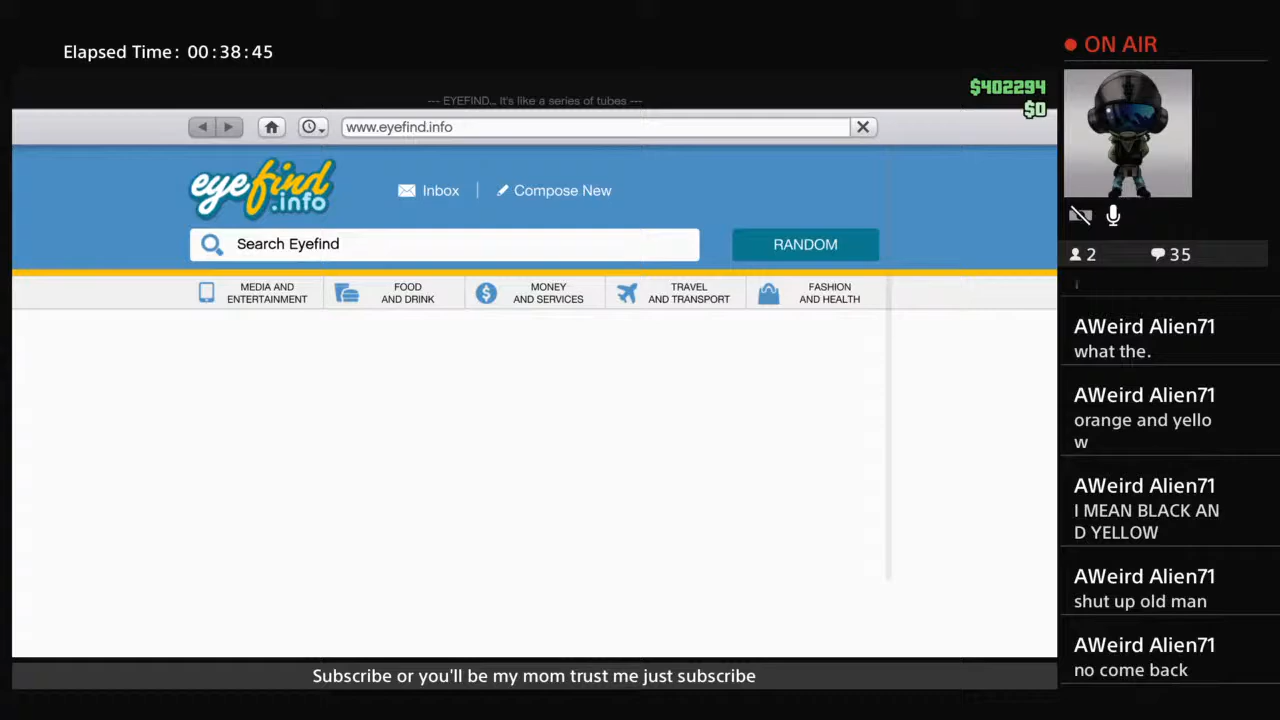 Elapsed Time: 00:38:45
ON AIR
$402294
$0
--- EYEFIND... It's like a series of tubes ---
www.eyefind.info
eyefind
.info
Inbox
Compose New
Search Eyefind
RANDOM
MEDIA AND
ENTERTAINMENT
FOOD
AND DRINK
MONEY
AND SERVICES
TRAVEL
AND TRANSPORT
FASHION
AND HEALTH
2
35
AWeird Alien71
what the.
AWeird Alien71
orange and yello
w
AWeird Alien71
I MEAN BLACK AN
D YELLOW
AWeird Alien71
shut up old man
AWeird Alien71
no come back
Subscribe or you'll be my mom trust me just subscribe